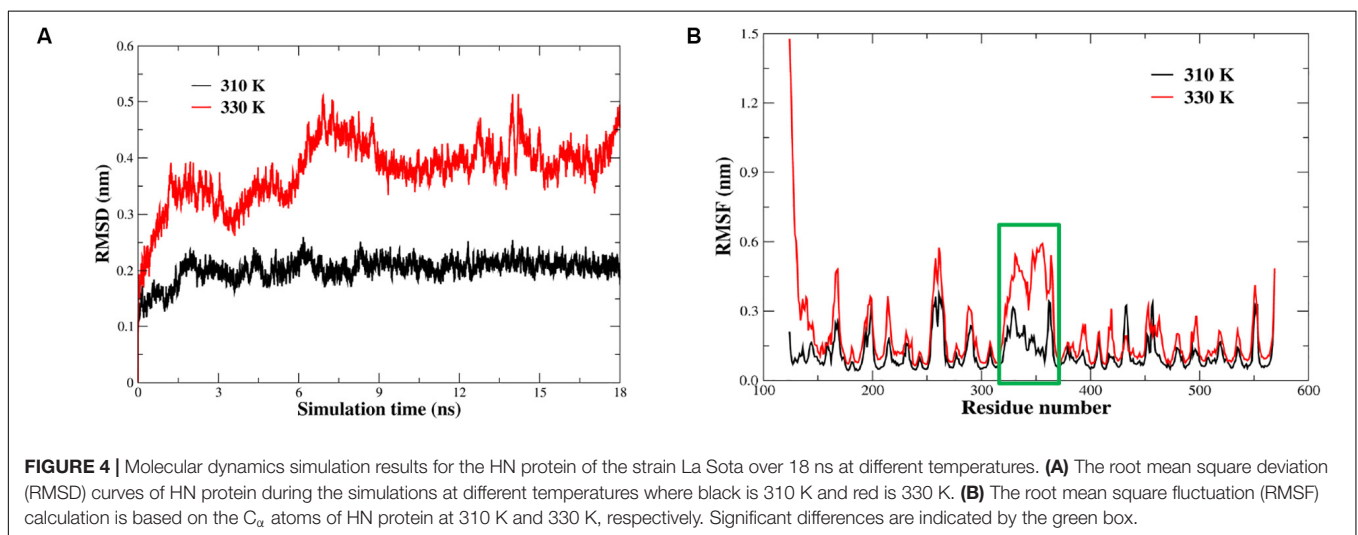 A
0.6
0.5
0.4
0.3
0.2
0.1
0
RMSD (nm)
310 K
330 K
0
3
6
9
12
15
18
Simulation time (ns)
B
1.5
1.2
0.9
0.6
0.3
0.0
RMSF (nm)
310 K
330 K
100
200
300
400
500
600
Residue number
FIGURE 4 | Molecular dynamics simulation results for the HN protein of the strain La Sota over 18 ns at different temperatures. (A) The root mean square deviation
(RMSD) curves of HN protein during the simulations at different temperatures where black is 310 K and red is 330 K. (B) The root mean square fluctuation (RMSF)
calculation is based on the Cα atoms of HN protein at 310 K and 330 K, respectively. Significant differences are indicated by the green box.